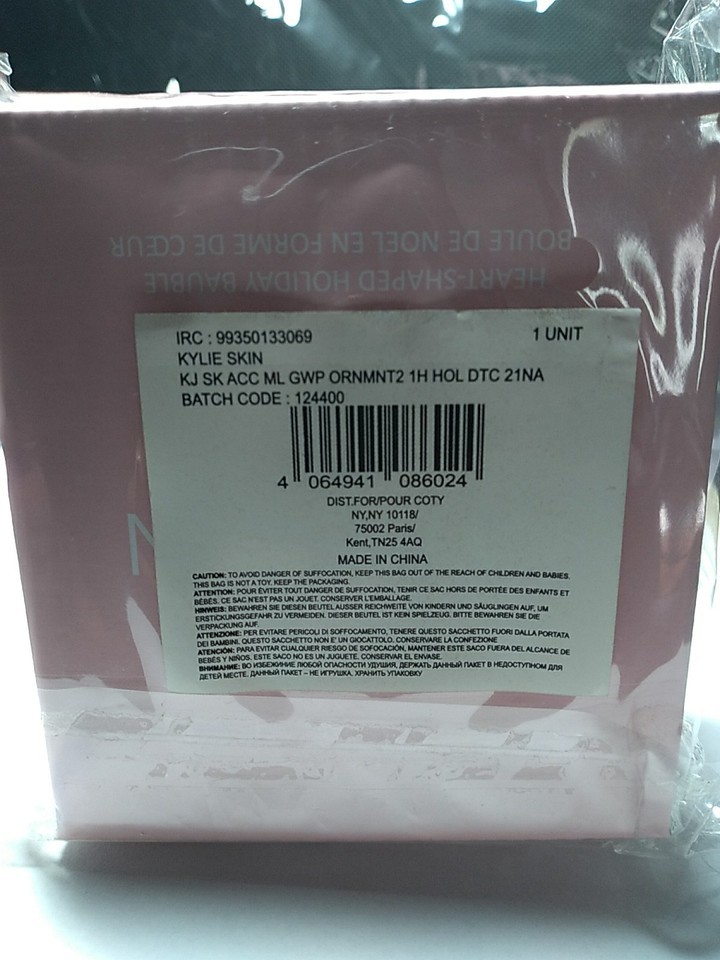 BOULE DE NOËL EN FORME DE CŒUR
HEART-SHAPED HOLIDAY BAUBLE
IRC : 99350133069 1 UNIT
KYLIE SKIN
KJ SK ACC ML GWP ORNMNT2 1H HOL DTC 21NA
BATCH CODE : 124400
4 064941 086024
DIST.FOR/POUR COTY
NY,NY 10118/
75002 Paris/
Kent,TN25 4AQ
MADE IN CHINA
CAUTION: TO AVOID DANGER OF SUFFOCATION, KEEP THIS BAG OUT OF THE REACH OF CHILDREN AND BABIES.
THIS BAG IS NOT A TOY. KEEP THE PACKAGING.
ATTENTION: POUR ÉVITER TOUT DANGER DE SUFFOCATION, TENIR CE SAC HORS DE PORTÉE DES ENFANTS ET
BÉBÉS. CE SAC N'EST PAS UN JOUET. CONSERVER L'EMBALLAGE.
HINWEIS: BEWAHREN SIE DIESEN BEUTEL AUSSER REICHWEITE VON KINDERN UND SÄUGLINGEN AUF, UM
ERSTICKUNGSGEFAHR ZU VERMEIDEN. DIESER BEUTEL IST KEIN SPIELZEUG. BITTE BEWAHREN SIE DIE
VERPACKUNG AUF.
ATTENZIONE: PER EVITARE PERICOLI DI SOFFOCAMENTO, TENERE QUESTO SACCHETTO FUORI DALLA PORTATA
DEI BAMBINI. QUESTO SACCHETTO NON E' UN GIOCATTOLO. CONSERVARE LA CONFEZIONE
ATENCIÓN: PARA EVITAR CUALQUIER RIESGO DE SOFOCACIÓN, MANTENER ESTE SACO FUERA DEL ALCANCE DE
BEBÉS Y NIÑOS. ESTE SACO NO ES UN JUGUETE. CONSERVAR EL ENVASE.
ВНИМАНИЕ: ВО ИЗБЕЖИНИЕ ЛЮБОЙ ОПАСНОСТИ УДУШИЯ, ДЕРЖАТЬ ДАННЫЙ ПАКЕТ В НЕДОСТУПНОМ ДЛЯ
ДЕТЕЙ МЕСТЕ. ДАННЫЙ ПАКЕТ – НЕ ИГРУШКА. ХРАНИТЬ УПАКОВКУ